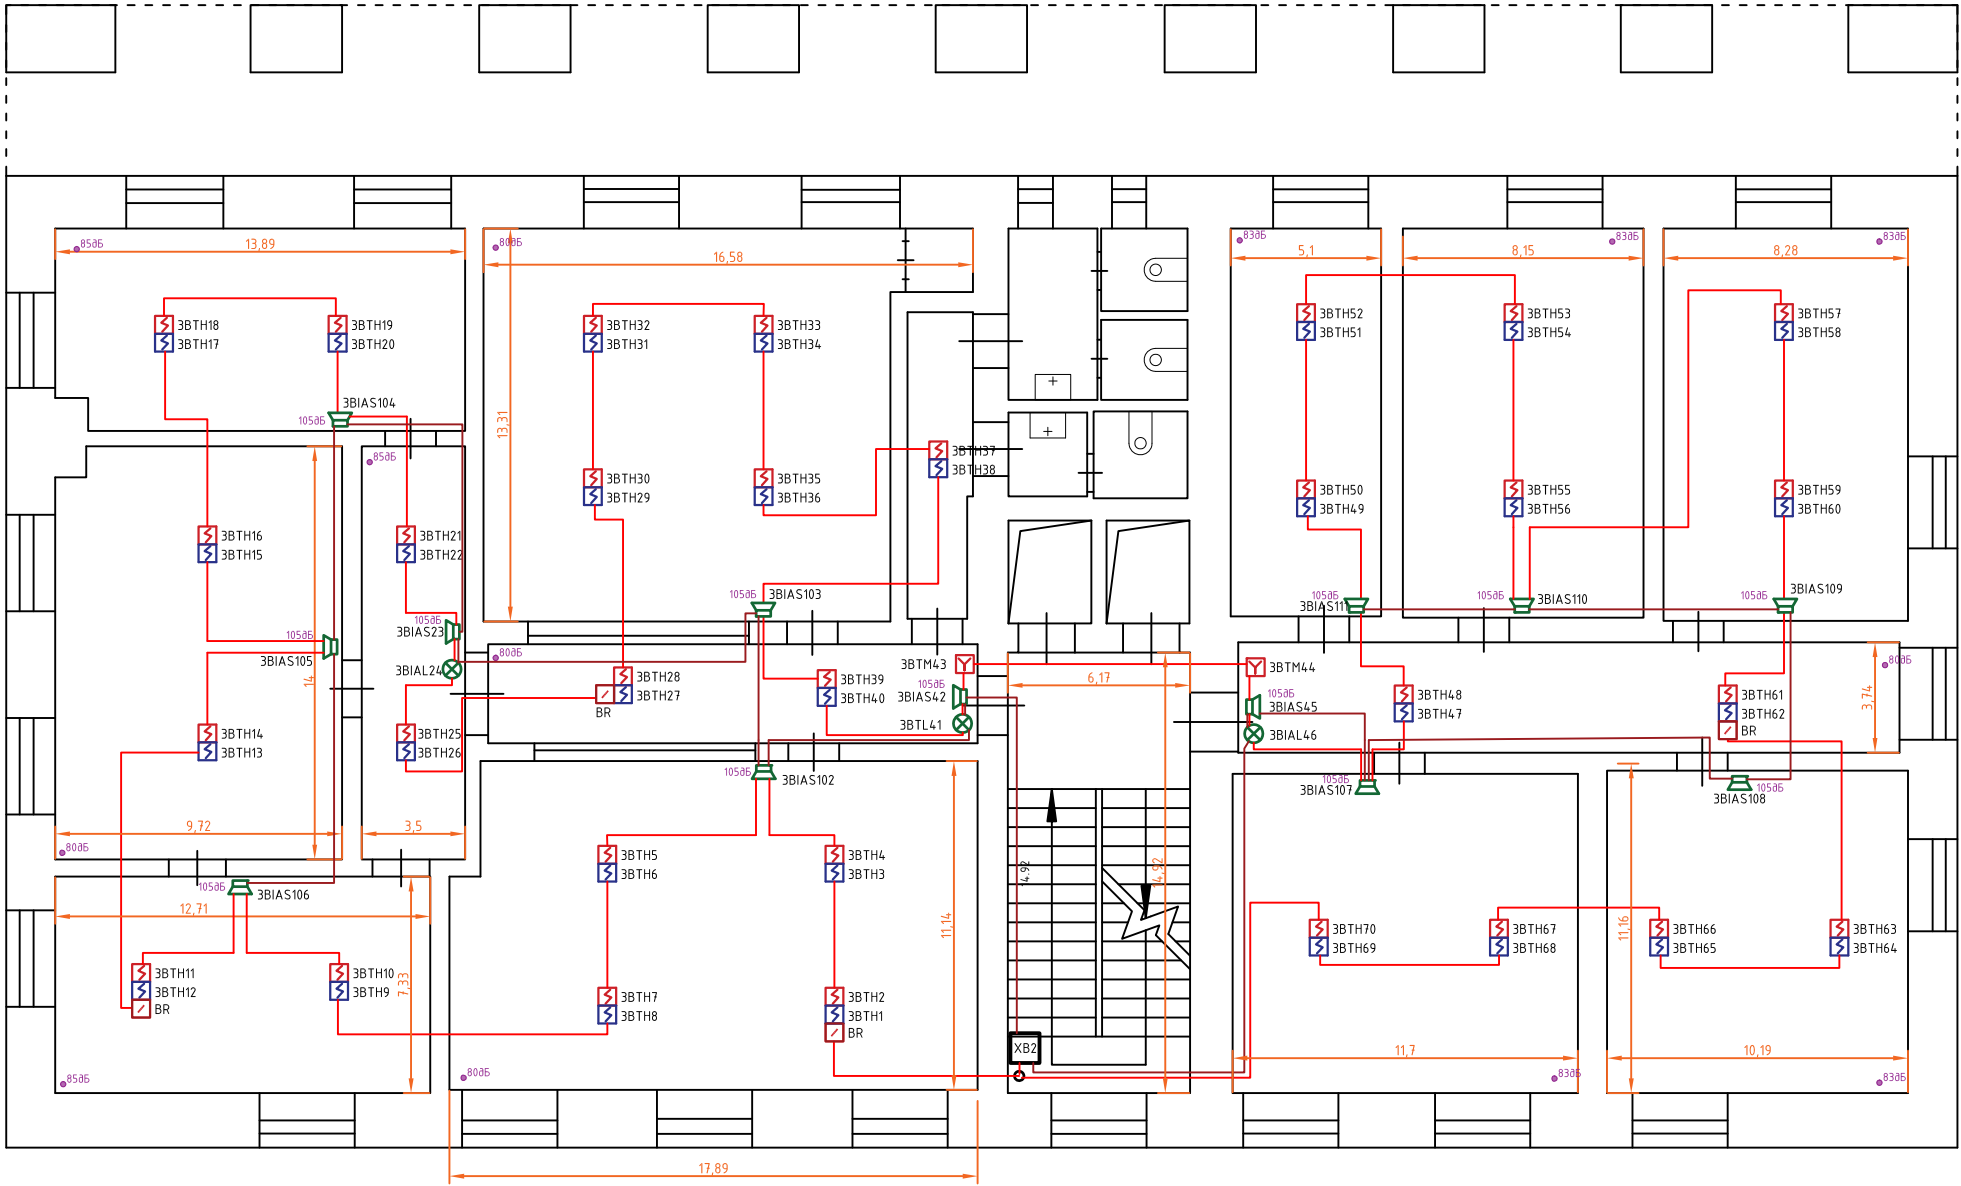 85дБ
13,89
80дБ
16,58
83дБ
5,1
83дБ
8,15
83дБ
8,28
3BTH18
3BTH17
3BTH19
3BTH20
3BTH32
3BTH31
3BTH33
3BTH34
3BTH52
3BTH51
3BTH53
3BTH54
3BTH57
3BTH58
3BIAS104
105дБ
13,31
85дБ
3BTH37
3BTH38
3BTH30
3BTH29
3BTH35
3BTH36
3BTH50
3BTH49
3BTH55
3BTH56
3BTH59
3BTH60
3BTH16
3BTH15
3BTH21
3BTH22
105дБ
3BIAS103
105дБ
3BIAS111
105дБ
3BIAS110
105дБ
3BIAS109
105дБ
3BIAS23
105дБ
3BIAS105
80дБ
3BIAL24
14
3BTH28
3BTH27
BR
3BTH39
3BTH40
3BTM43
105дБ
3BIAS42
3BTL41
6,17
3BTM44
105дБ
3BIAS45
3BIAL46
3BTH48
3BTH47
3BTH61
3BTH62
BR
80дБ
3,74
3BTH14
3BTH13
3BTH25
3BTH26
105дБ
3BIAS102
105дБ
3BIAS107
105дБ
3BIAS108
9,72
3,5
80дБ
3BTH5
3BTH6
3BTH4
3BTH3
14.92
14,92
105дБ
3BIAS106
12,71
11,14
11,16
3BTH70
3BTH69
3BTH67
3BTH68
3BTH66
3BTH65
3BTH63
3BTH64
3BTH11
3BTH12
BR
3BTH10
3BTH9
7,33
3BTH7
3BTH8
3BTH2
3BTH1
BR
XB2
11,7
10,19
85дБ
80дБ
83дБ
83дБ
17,89